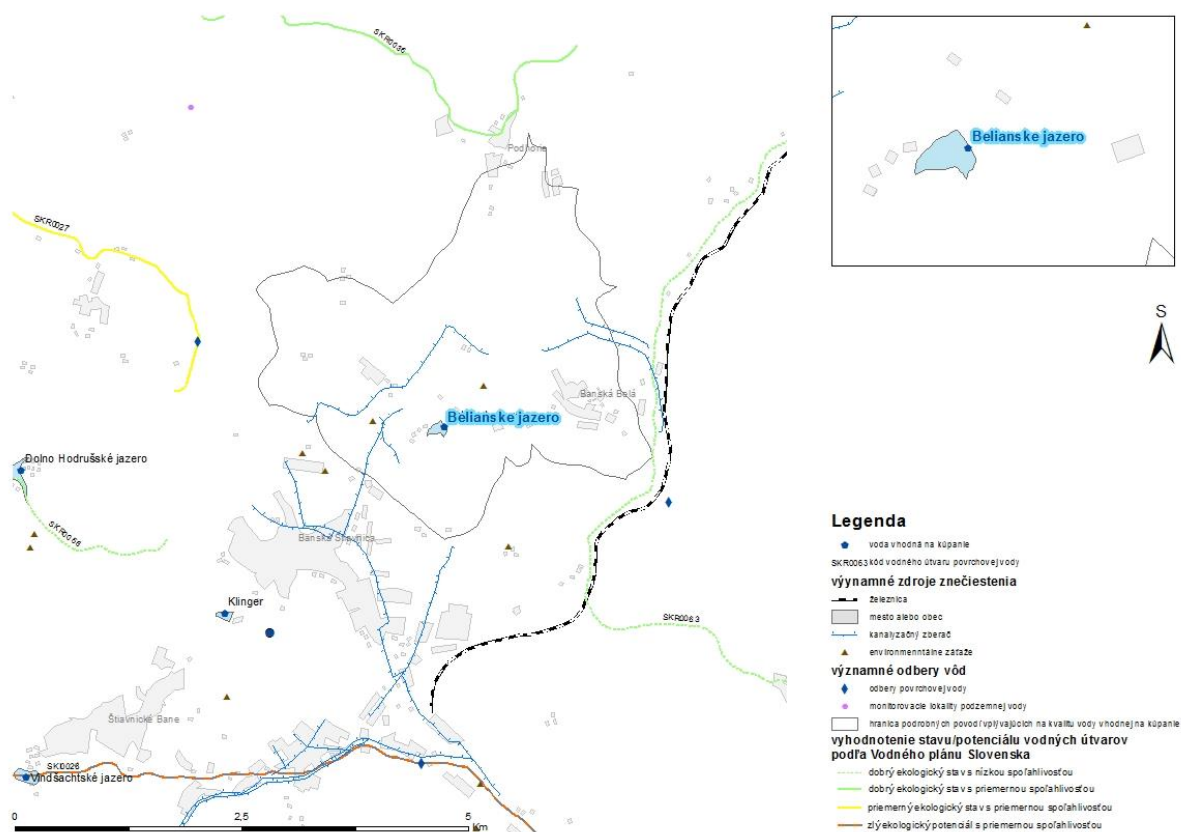 SKR0036
Podhorie
Belianske jazero
SKR0027
S
Banská Belá
Belianske jazero
Dolno Hodrušské jazero
SKR0056
Banská Štiavnica
Klinger
SKR0063
Štiavnické Bane
SKI0026
Vindšachtské jazero
0
2,5
5
Km
Legenda
voda vhodná na kúpanie
SKR0063 kód vodného útvaru povrchovej vody
významné zdroje znečistenia
železnica
mesto alebo obec
kanalizačný zberač
environmentálne záťaže
významné odbery vôd
odbery povrchovej vody
monitorovacie lokality podzemnej vody
hranica podrobných povodí vplývajúcich na kvalitu vody vhodnej na kúpanie
vyhodnotenie stavu/potenciálu vodných útvarov
podľa Vodného plánu Slovenska
dobrý ekologický stav s nízkou spoľahlivosťou
dobrý ekologický stav s priemernou spoľahlivosťou
priemerný ekologický stav s priemernou spoľahlivosťou
zlý ekologický potenciál s priemernou spoľahlivosťou